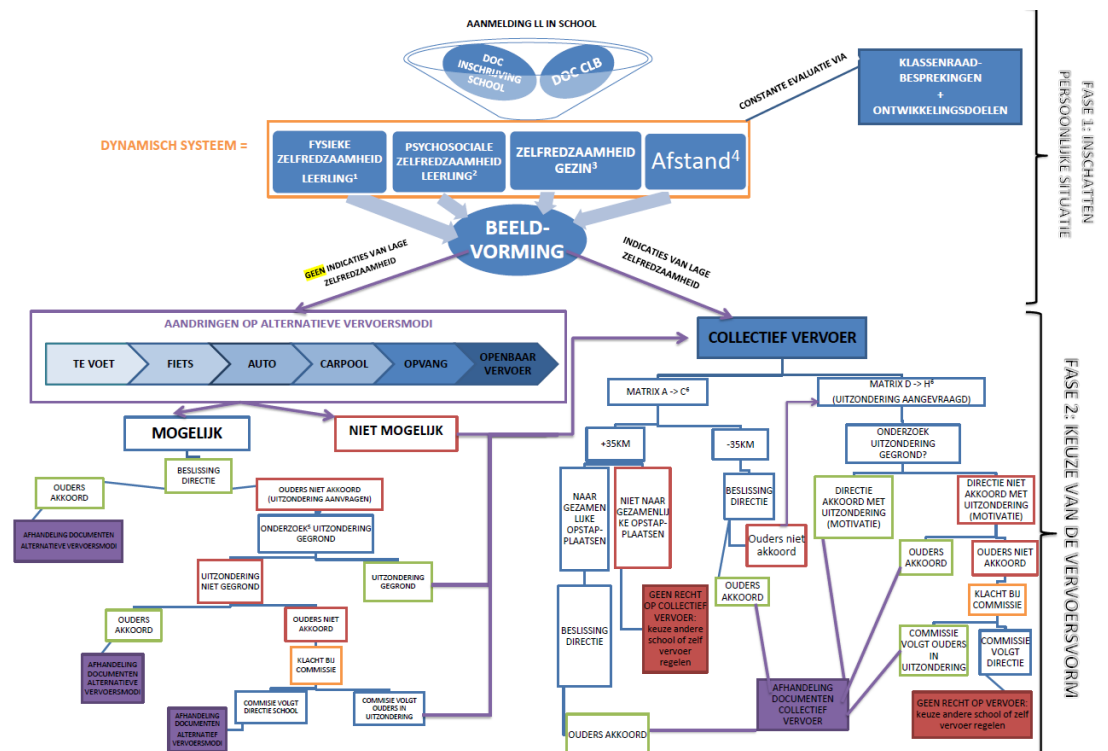 AANMELDING LL IN SCHOOL
DOC
INSCHRIJVING
SCHOOL
DOC CLB
CONSTANTE EVALUATIE VIA
KLASSENRAAD-
BESPREKINGEN
+
ONTWIKKELINGSDOELEN
FASE 1: INSCHATTEN
PERSOONLIJKE SITUATIE
DYNAMISCH SYSTEEM =
FYSIEKE
ZELFREDZAAMHEID
LEERLING¹
PSYCHOSOCIALE
ZELFREDZAAMHEID
LEERLING²
ZELFREDZAAMHEID
GEZIN³
Afstand⁴
BEELD-
VORMING
GEEN INDICATIES VAN LAGE
ZELFREDZAAMHEID
INDICATIES VAN LAGE
ZELFREDZAAMHEID
AANDRINGEN OP ALTERNATIEVE VERVOERSMODI
TE VOET
FIETS
AUTO
CARPOOL
OPVANG
OPENBAAR
VERVOER
COLLECTIEF VERVOER
FASE 2: KEUZE VAN DE VERVOERSVORM
MOGELIJK
NIET MOGELIJK
BESLISSING
DIRECTIE
OUDERS
AKKOORD
OUDERS NIET AKKOORD
(UITZONDERING AANVRAGEN)
AFHANDELING
DOCUMENTEN
ALTERNATIEVE
VERVOERSMODI
ONDERZOEK⁵ UITZONDERING
GEGROND
UITZONDERING
NIET GEGROND
UITZONDERING
GEGROND
OUDERS
AKKOORD
OUDERS NIET
AKKOORD
AFHANDELING
DOCUMENTEN
ALTERNATIEVE
VERVOERSMODI
KLACHT BIJ
COMMISSIE
COMMISIE VOLGT
DIRECTIE SCHOOL
COMMISSIE VOLGT
OUDERS IN
UITZONDERING
AFHANDELING
DOCUMENTEN
ALTERNATIEF
VERVOERSMODI
MATRIX A -> C⁶
+35KM
-35KM
NAAR
GEZAMEN
LIJKE
OPSTAP-
PLAATSEN
NIET NAAR
GEZAMENLIJ
KE OPSTAP-
PLAATSEN
BESLISSING
DIRECTIE
Ouders niet
akkoord
OUDERS
AKKOORD
BESLISSING
DIRECTIE
GEEN RECHT
OP COLLECTIEF
VERVOER:
keuze andere
school of zelf
vervoer
regelen
OUDERS AKKOORD
AFHANDELING
DOCUMENTEN
COLLECTIEF
VERVOER
MATRIX D -> H⁶
(UITZONDERING AANGEVRAAGD)
ONDERZOEK
UITZONDERING
GEGROND?
DIRECTIE
AKKOORD MET
UITZONDERING
(MOTIVATIE)
DIRECTIE NIET
AKKOORD MET
UITZONDERING
(MOTIVATIE)
OUDERS
AKKOORD
OUDERS NIET
AKKOORD
KLACHT BIJ
COMMISSIE
COMMISSIE
VOLGT OUDERS
IN
UITZONDERING
COMMISSIE
VOLGT
DIRECTIE
GEEN RECHT OP VERVOER:
keuze andere school of zelf
vervoer regelen